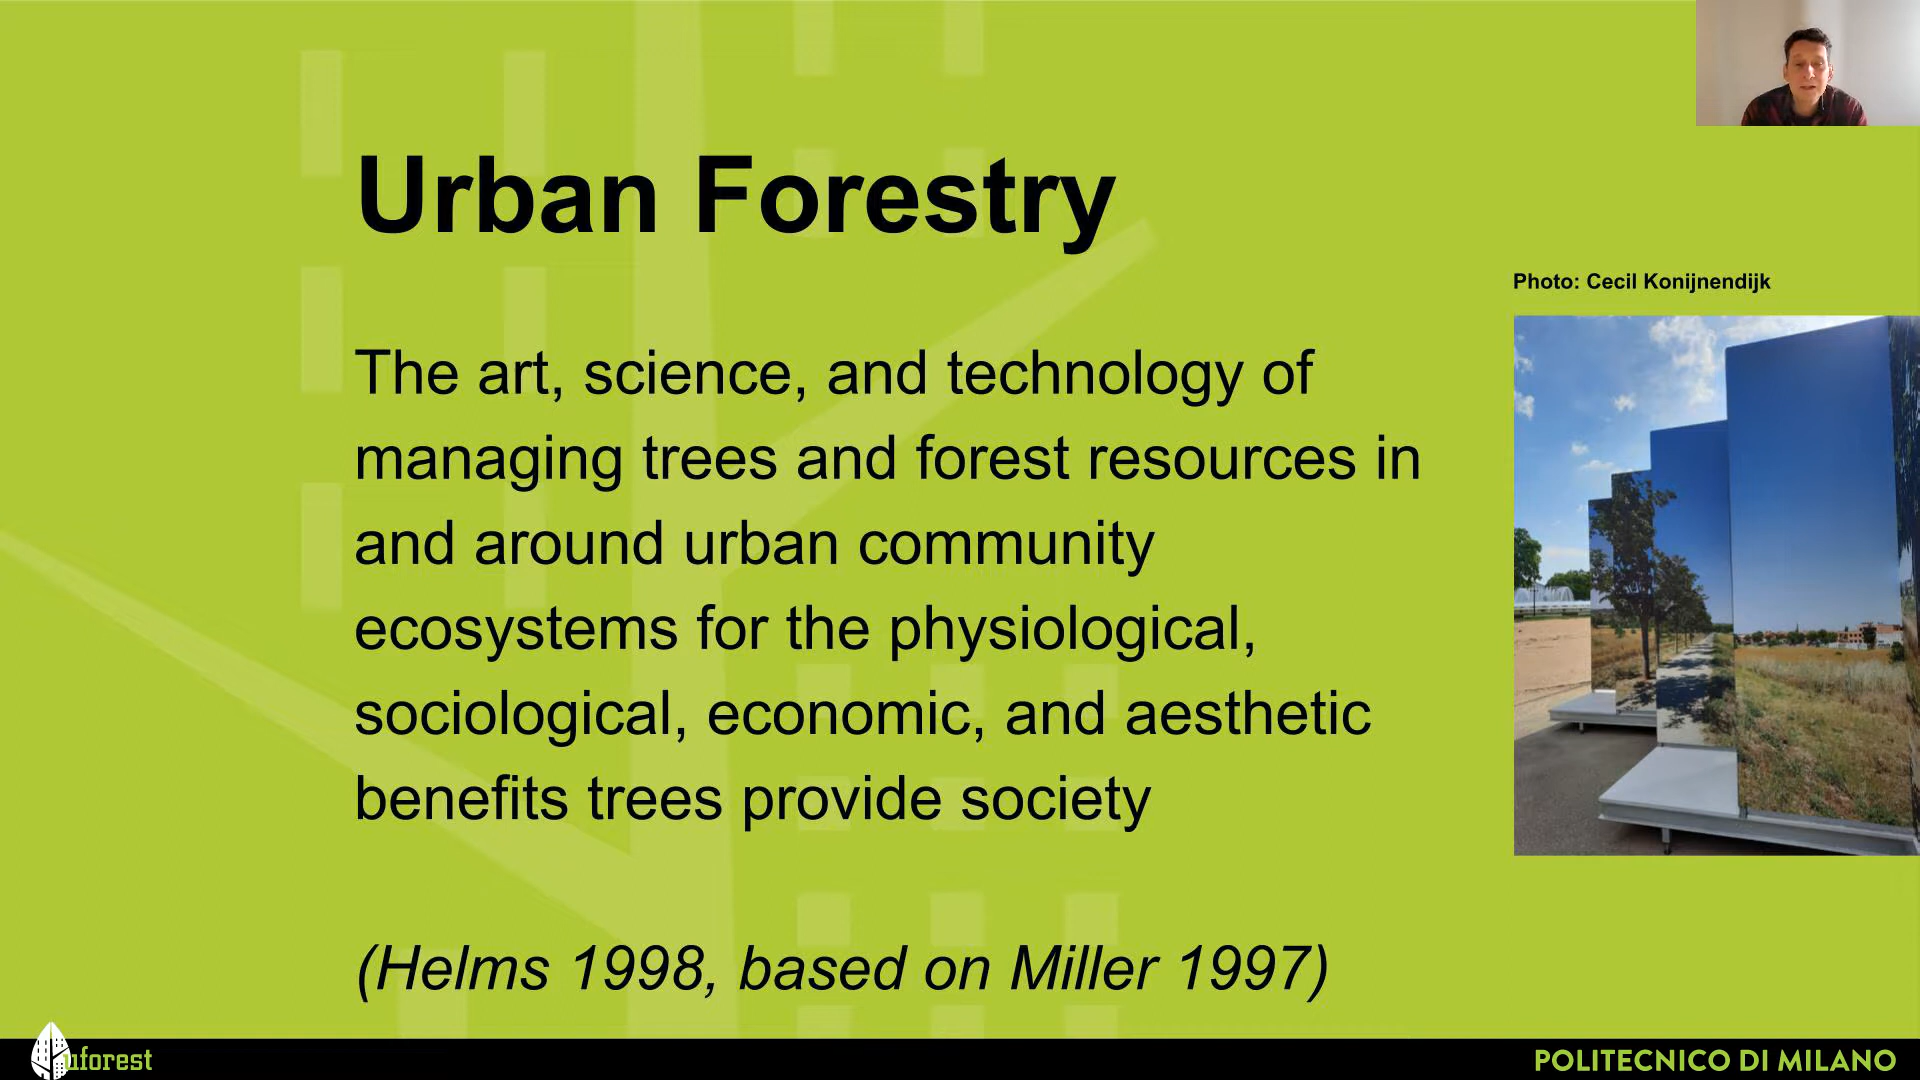 Urban Forestry
Photo: Cecil Konijnendijk
The art, science, and technology of
managing trees and forest resources in
and around urban community
ecosystems for the physiological,
sociological, economic, and aesthetic
benefits trees provide society
(Helms 1998, based on Miller 1997)
uforest
POLITECNICO DI MILANO